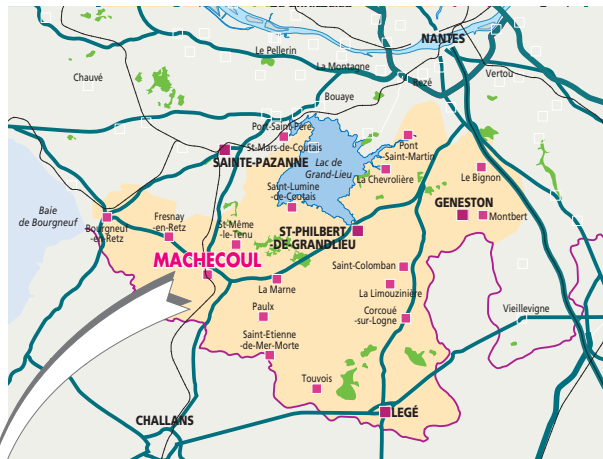 NANTES
Le Pellerin
La Montagne
Chauvé
Rezé
Vertou
Bouaye
Port-Saint-Père
St-Mars-de-Coutais
Pont
Saint-Martin
SAINTE-PAZANNE
Lac de
Grand-Lieu
La Chevrolière
Le Bignon
Saint-Lumine
-de-Coutais
Baie
de Bourgneuf
Bourgneuf
-en-Retz
Fresnay
-en-Retz
St-Même
-le-Tenu
ST-PHILBERT
-DE-GRANDLIEU
GENESTON
Montbert
MACHECOUL
Saint-Colomban
La Marne
La Limouzinière
Paulx
Corcoué
-sur-Logne
Vieillevigne
Saint-Etienne
-de-Mer-Morte
Touvois
CHALLANS
LEGÉ